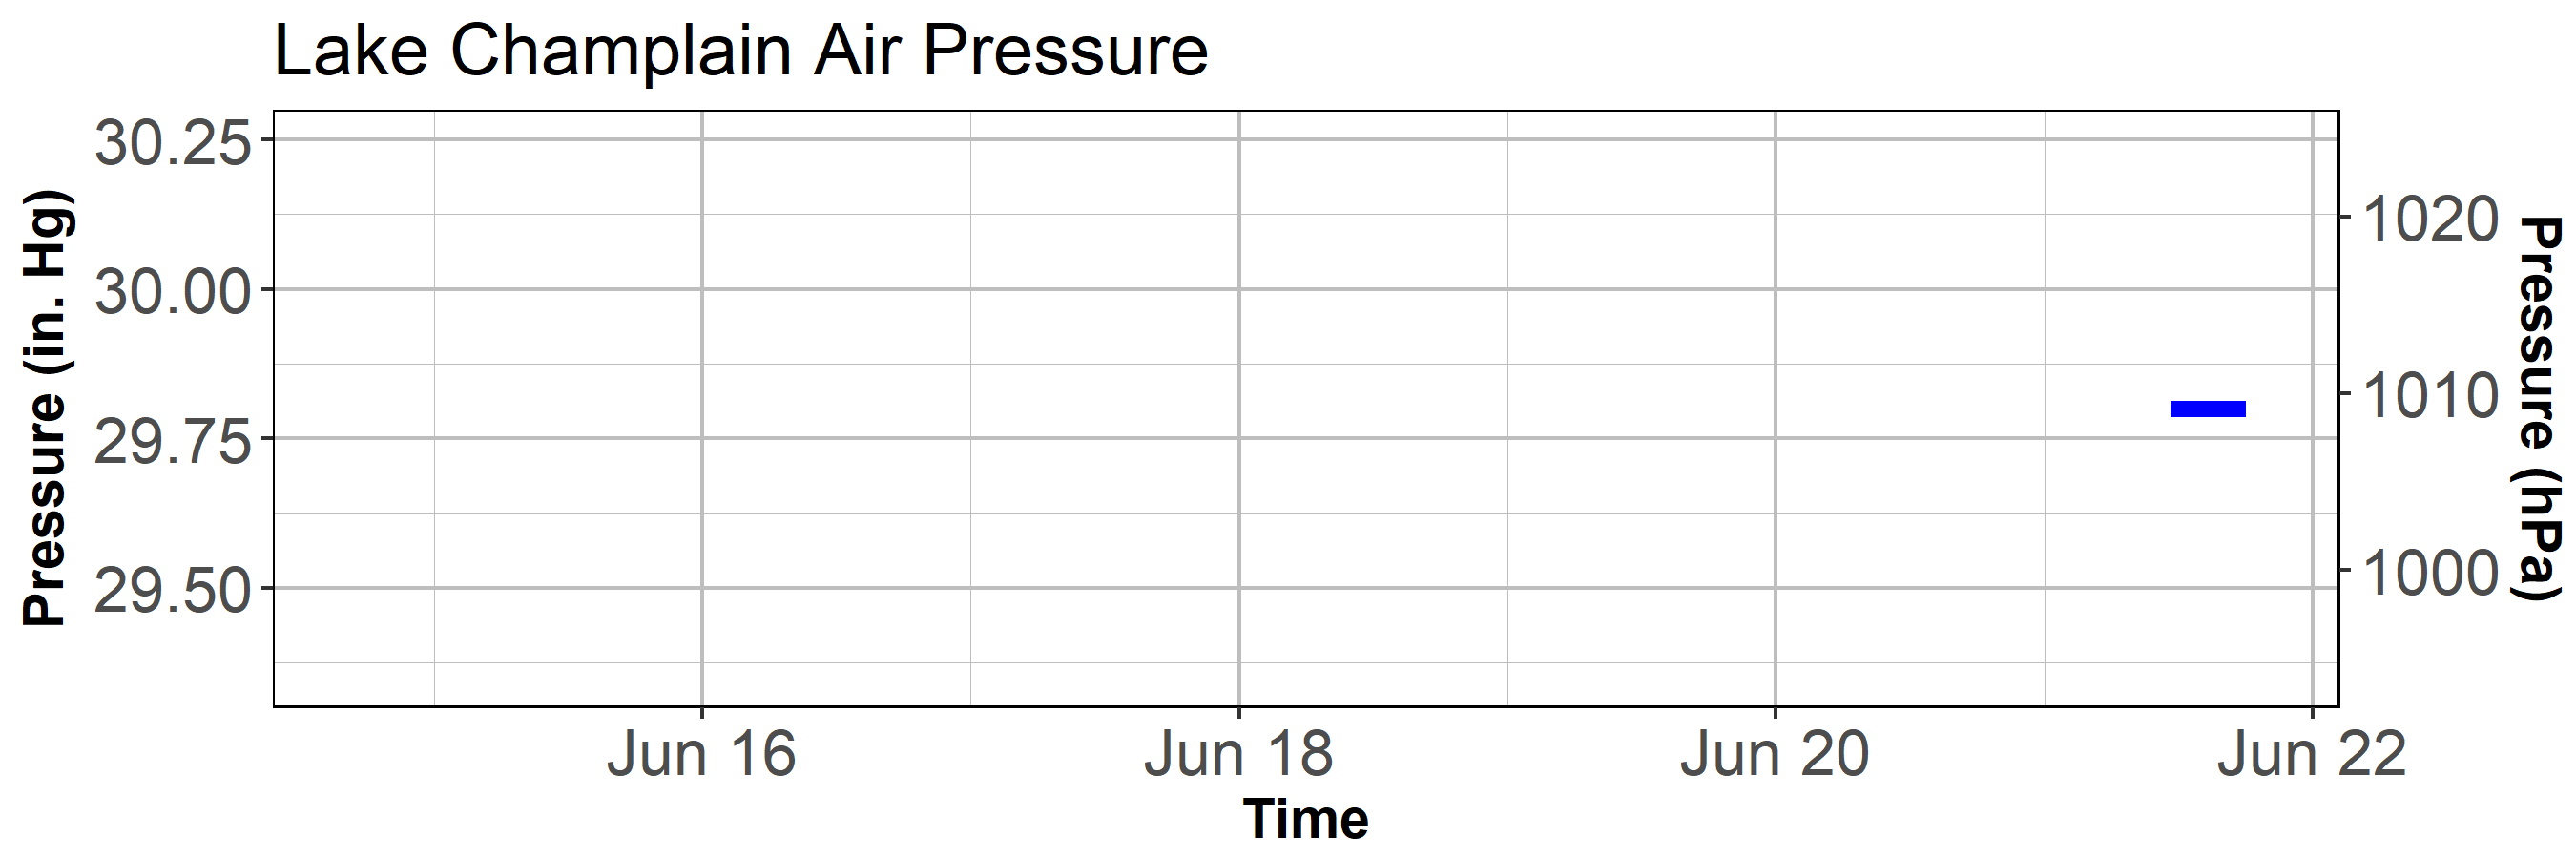 Lake Champlain Air Pressure
Pressure (in. Hg)
30.25
30.00
29.75
29.50
1020
1010
1000
Pressure (hPa)
Jun 16 Jun 18 Jun 20 Jun 22
Time